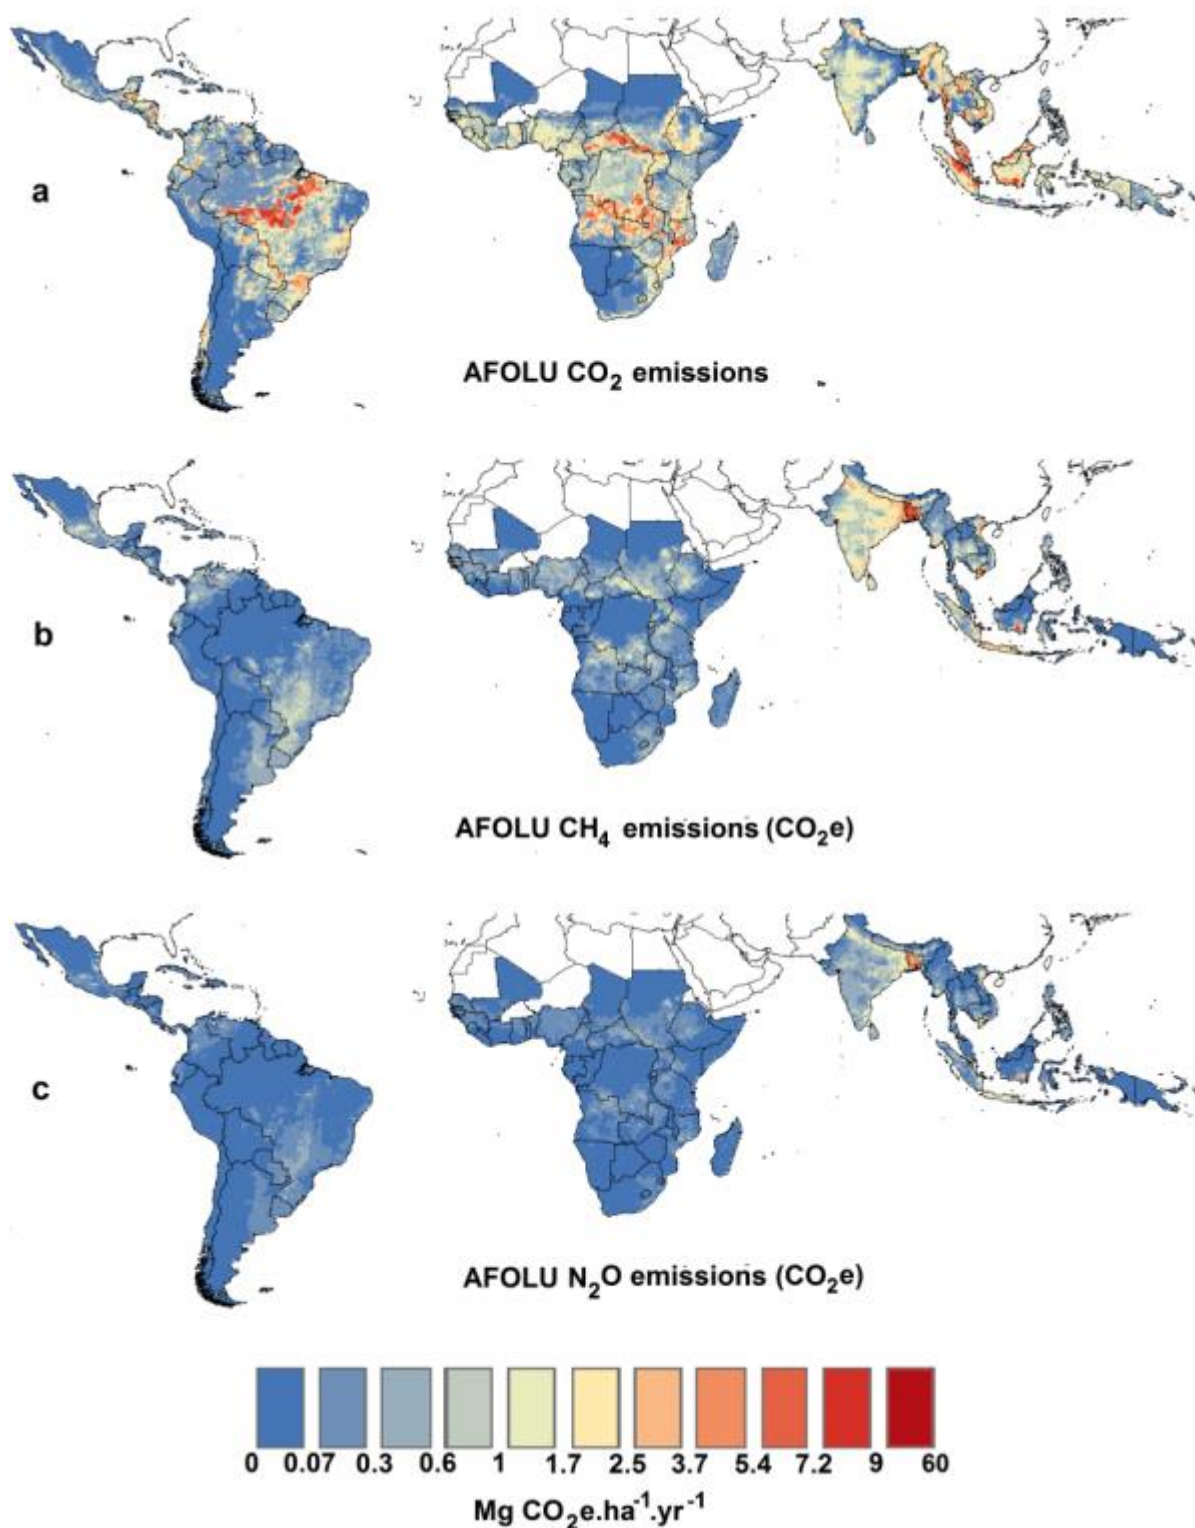 a
AFOLU CO₂ emissions
b
AFOLU CH₄ emissions (CO₂e)
c
AFOLU N₂O emissions (CO₂e)
0 0.07 0.3 0.6 1 1.7 2.5 3.7 5.4 7.2 9 60
Mg CO₂e.ha⁻¹.yr⁻¹